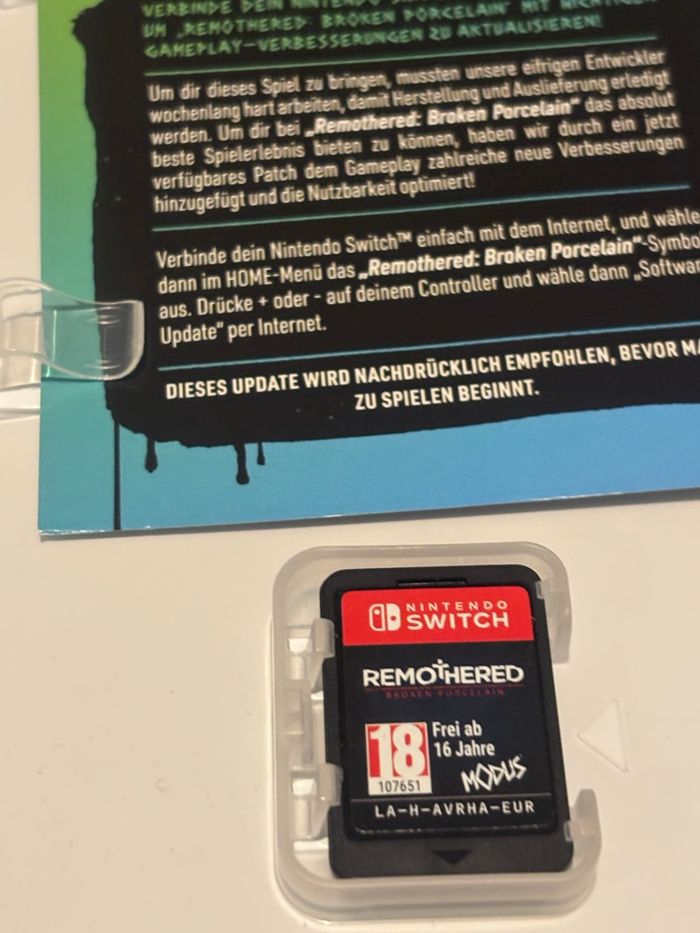 VERBINDE DEIN NINTENDO
UM „REMOTHERED: BROKEN PORCELAIN" MIT WICHTIGEN
GAMEPLAY-VERBESSERUNGEN ZU AKTUALISIEREN!
Um dir dieses Spiel zu bringen, mussten unsere eifrigen Entwickler
wochenlang hart arbeiten, damit Herstellung und Auslieferung erledigt
werden. Um dir bei „Remothered: Broken Porcelain" das absolut
beste Spielerlebnis bieten zu können, haben wir durch ein jetzt
verfügbares Patch dem Gameplay zahlreiche neue Verbesserungen
hinzugefügt und die Nutzbarkeit optimiert!
Verbinde dein Nintendo Switch™ einfach mit dem Internet, und wähle
dann im HOME-Menü das „Remothered: Broken Porcelain"-Symbo
aus. Drücke + oder - auf deinem Controller und wähle dann „Softwar
Update" per Internet.
DIESES UPDATE WIRD NACHDRÜCKLICH EMPFOHLEN, BEVOR MA
ZU SPIELEN BEGINNT.
NINTENDO
SWITCH
REMOTHERED
BROKEN PORCELAIN
18
Frei ab
16 Jahre
107651
MODUS
LA-H-AVRHA-EUR